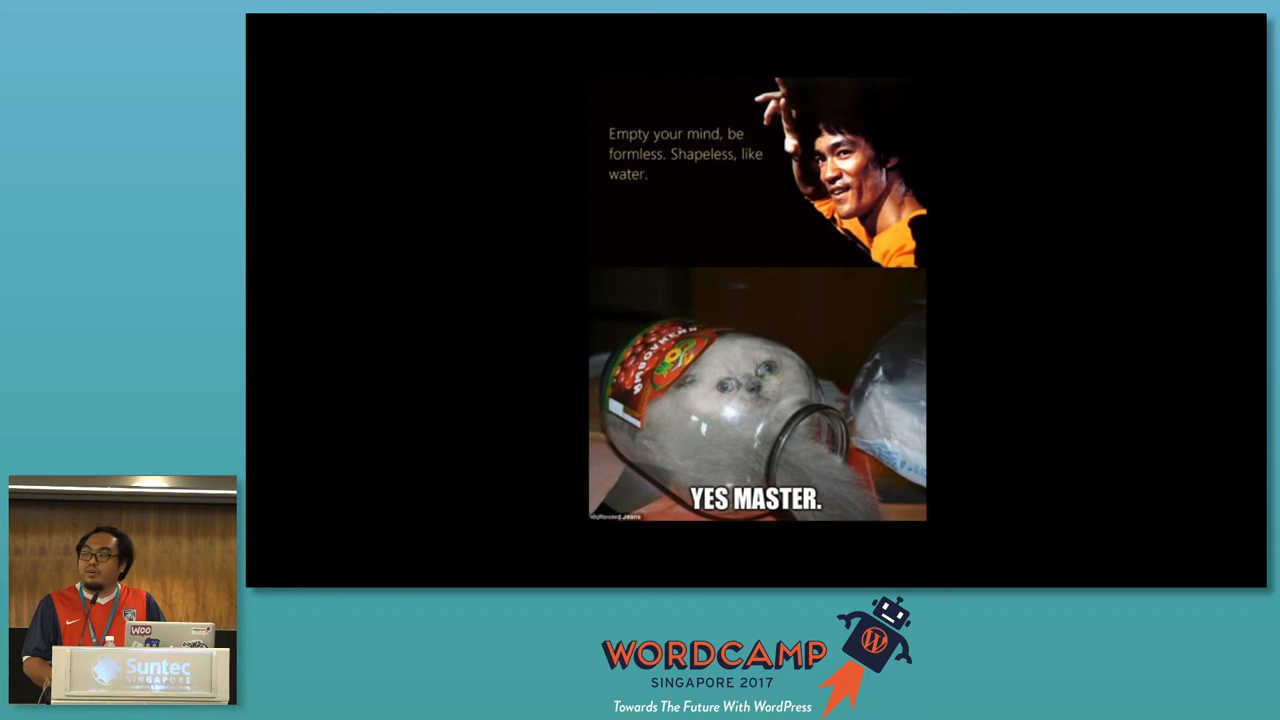 Empty your mind, be
formless. Shapeless, like
water.
YES MASTER.
WOO
Suntec
SINGAPORE
WORDCAMP
SINGAPORE 2017
Towards The Future With WordPress